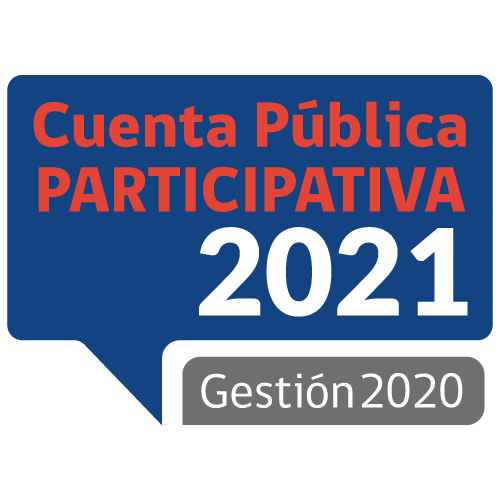 Cuenta Pública
PARTICIPATIVA
2021
Gestión 2020